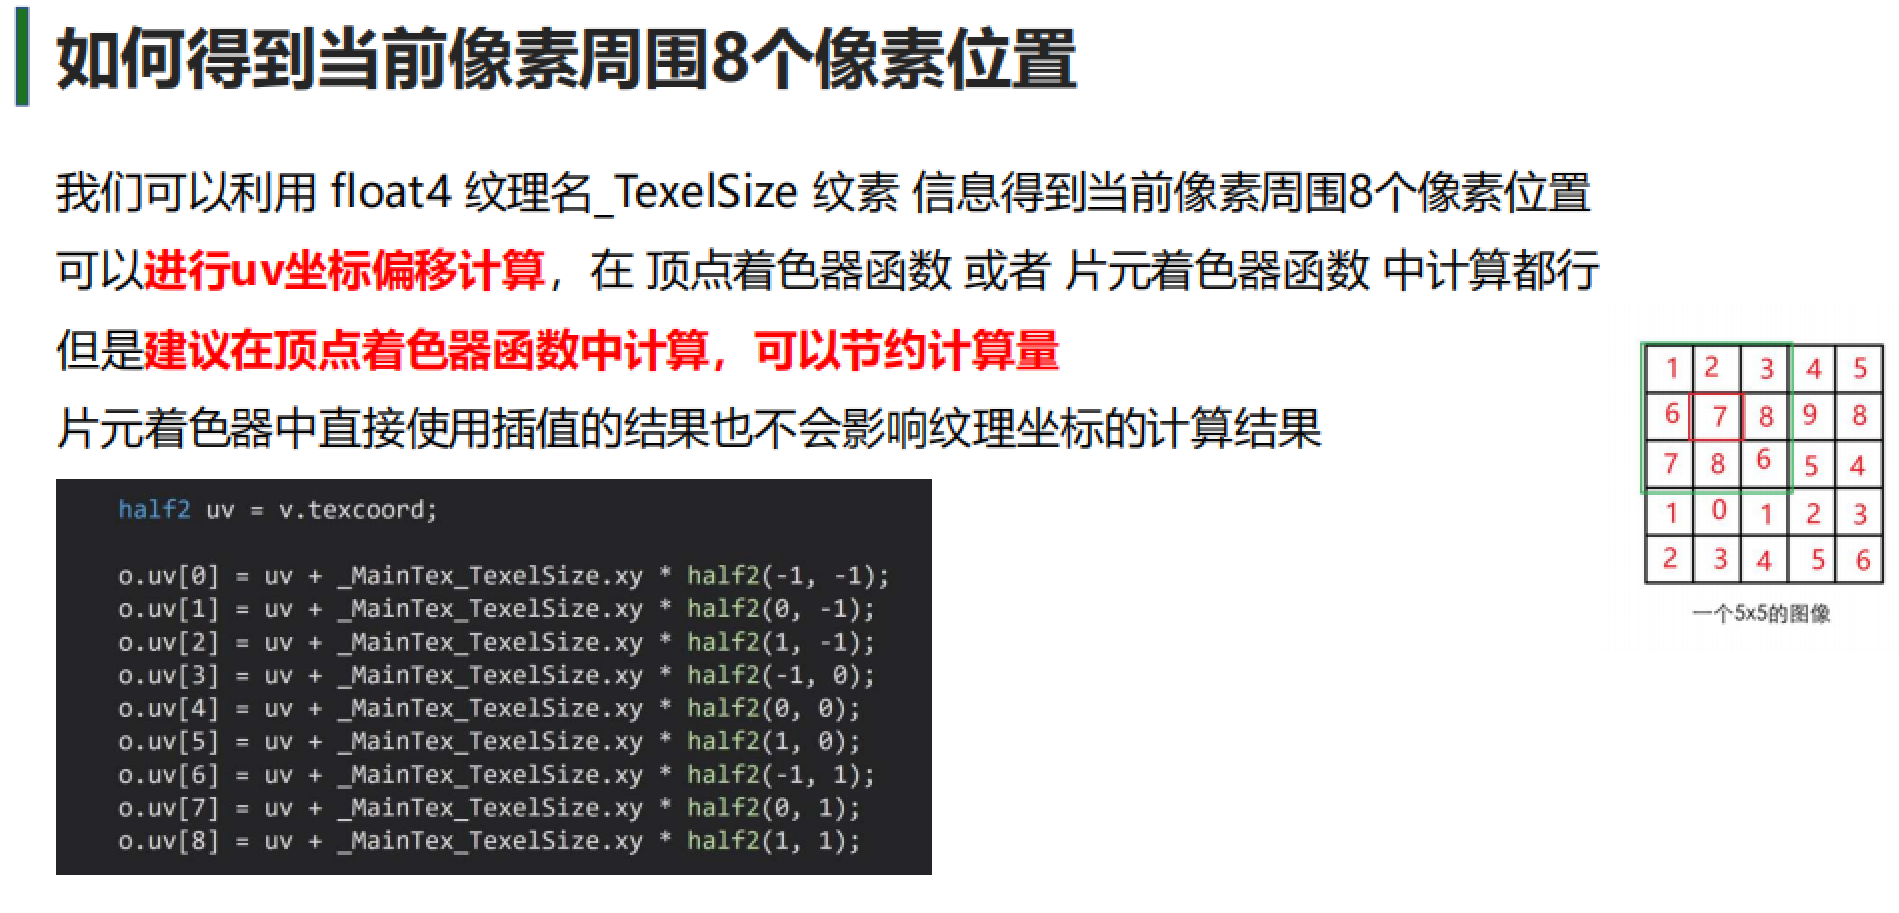 如何得到当前像素周围8个像素位置
我们可以利用 float4 纹理名_TexelSize 纹素 信息得到当前像素周围8个像素位置
可以进行uv坐标偏移计算，在 顶点着色器函数 或者 片元着色器函数 中计算都行
但是建议在顶点着色器函数中计算，可以节约计算量
片元着色器中直接使用插值的结果也不会影响纹理坐标的计算结果
half2 uv = v.texcoord;
o.uv[0] = uv + _MainTex_TexelSize.xy * half2(-1, -1);
o.uv[1] = uv + _MainTex_TexelSize.xy * half2(0, -1);
o.uv[2] = uv + _MainTex_TexelSize.xy * half2(1, -1);
o.uv[3] = uv + _MainTex_TexelSize.xy * half2(-1, 0);
o.uv[4] = uv + _MainTex_TexelSize.xy * half2(0, 0);
o.uv[5] = uv + _MainTex_TexelSize.xy * half2(1, 0);
o.uv[6] = uv + _MainTex_TexelSize.xy * half2(-1, 1);
o.uv[7] = uv + _MainTex_TexelSize.xy * half2(0, 1);
o.uv[8] = uv + _MainTex_TexelSize.xy * half2(1, 1);
1 2 3 4 5
6 7 8 9 8
7 8 6 5 4
1 0 1 2 3
2 3 4 5 6
一个5x5的图像